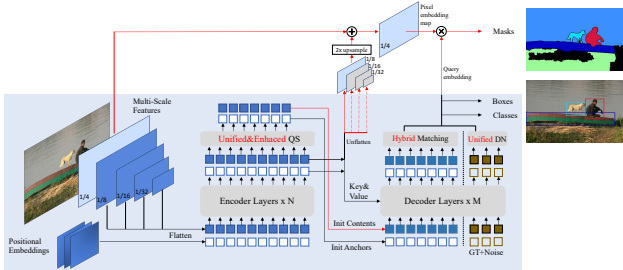 Pixel
embedding
map
1/4
Masks
2x upsample
1/8
1/16
1/32
Query
embedding
Multi-Scale
Features
Boxes
Classes
Unified&Enhaced QS
Unflatten
Hybrid Matching
Unified DN
1/4
1/8
1/16
1/32
Key&
Value
Encoder Layers x N
Decoder Layers x M
Positional
Embeddings
Flatten
Init Contents
Init Anchors
GT+Noise